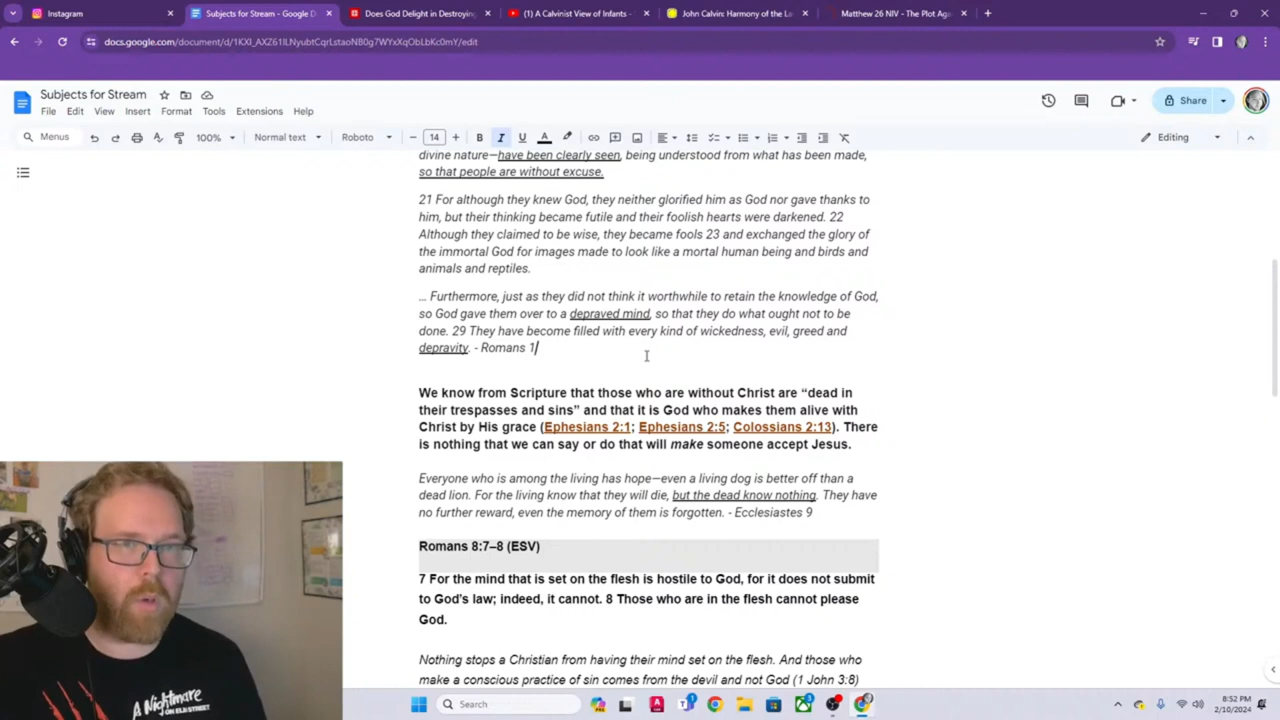 Instagram
Subjects for Stream - Google D
Does God Delight in Destroying
(1) A Calvinist View of Infants -
John Calvin: Harmony of the La
Matthew 26 NIV - The Plot Aga
Subjects for Stream
File Edit View Insert Format Tools Extensions Help
Share
Menus 100% Normal text Roboto 14 B I U A Editing
divine nature—have been clearly seen, being understood from what has been made,
so that people are without excuse.
21 For although they knew God, they neither glorified him as God nor gave thanks to
him, but their thinking became futile and their foolish hearts were darkened. 22
Although they claimed to be wise, they became fools 23 and exchanged the glory of
the immortal God for images made to look like a mortal human being and birds and
animals and reptiles.
… Furthermore, just as they did not think it worthwhile to retain the knowledge of God,
so God gave them over to a depraved mind, so that they do what ought not to be
done. 29 They have become filled with every kind of wickedness, evil, greed and
depravity. - Romans 1
We know from Scripture that those who are without Christ are “dead in
their trespasses and sins” and that it is God who makes them alive with
Christ by His grace (Ephesians 2:1; Ephesians 2:5; Colossians 2:13). There
is nothing that we can say or do that will make someone accept Jesus.
Everyone who is among the living has hope—even a living dog is better off than a
dead lion. For the living know that they will die, but the dead know nothing. They have
no further reward, even the memory of them is forgotten. - Ecclesiastes 9
Romans 8:7–8 (ESV)
7 For the mind that is set on the flesh is hostile to God, for it does not submit
to God’s law; indeed, it cannot. 8 Those who are in the flesh cannot please
God.
Nothing stops a Christian from having their mind set on the flesh. And those who
make a conscious practice of sin comes from the devil and not God (1 John 3:8)
A Nightmare
ON ELM STREET
Search
8:52 PM
2/10/2024